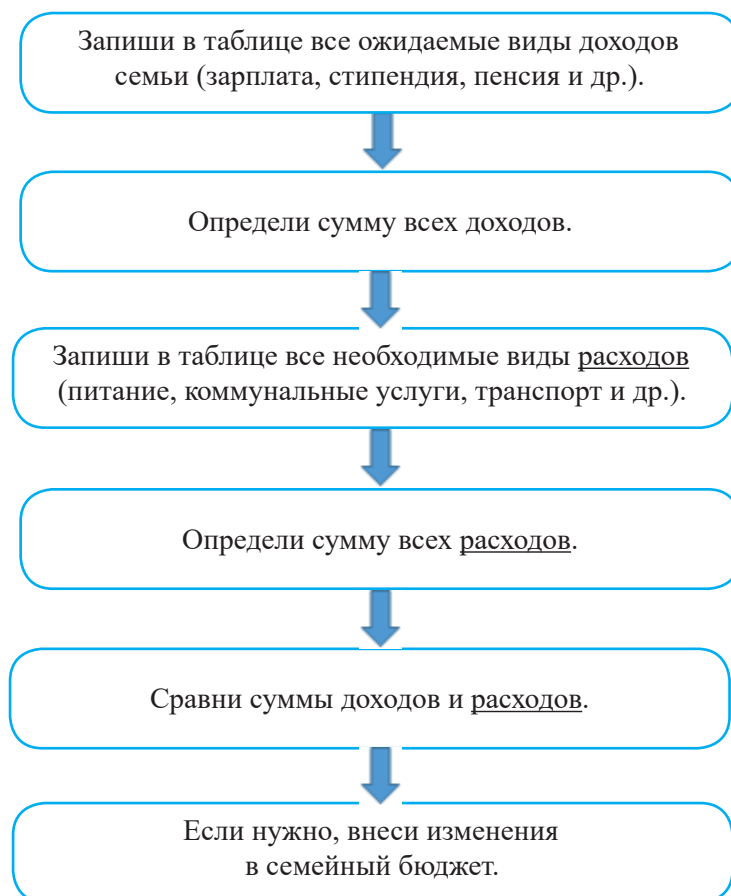 Запиши в таблице все ожидаемые виды доходов
семьи (зарплата, стипендия, пенсия и др.).
Определи сумму всех доходов.
Запиши в таблице все необходимые виды расходов
(питание, коммунальные услуги, транспорт и др.).
Определи сумму всех расходов.
Сравни суммы доходов и расходов.
Если нужно, внеси изменения
в семейный бюджет.